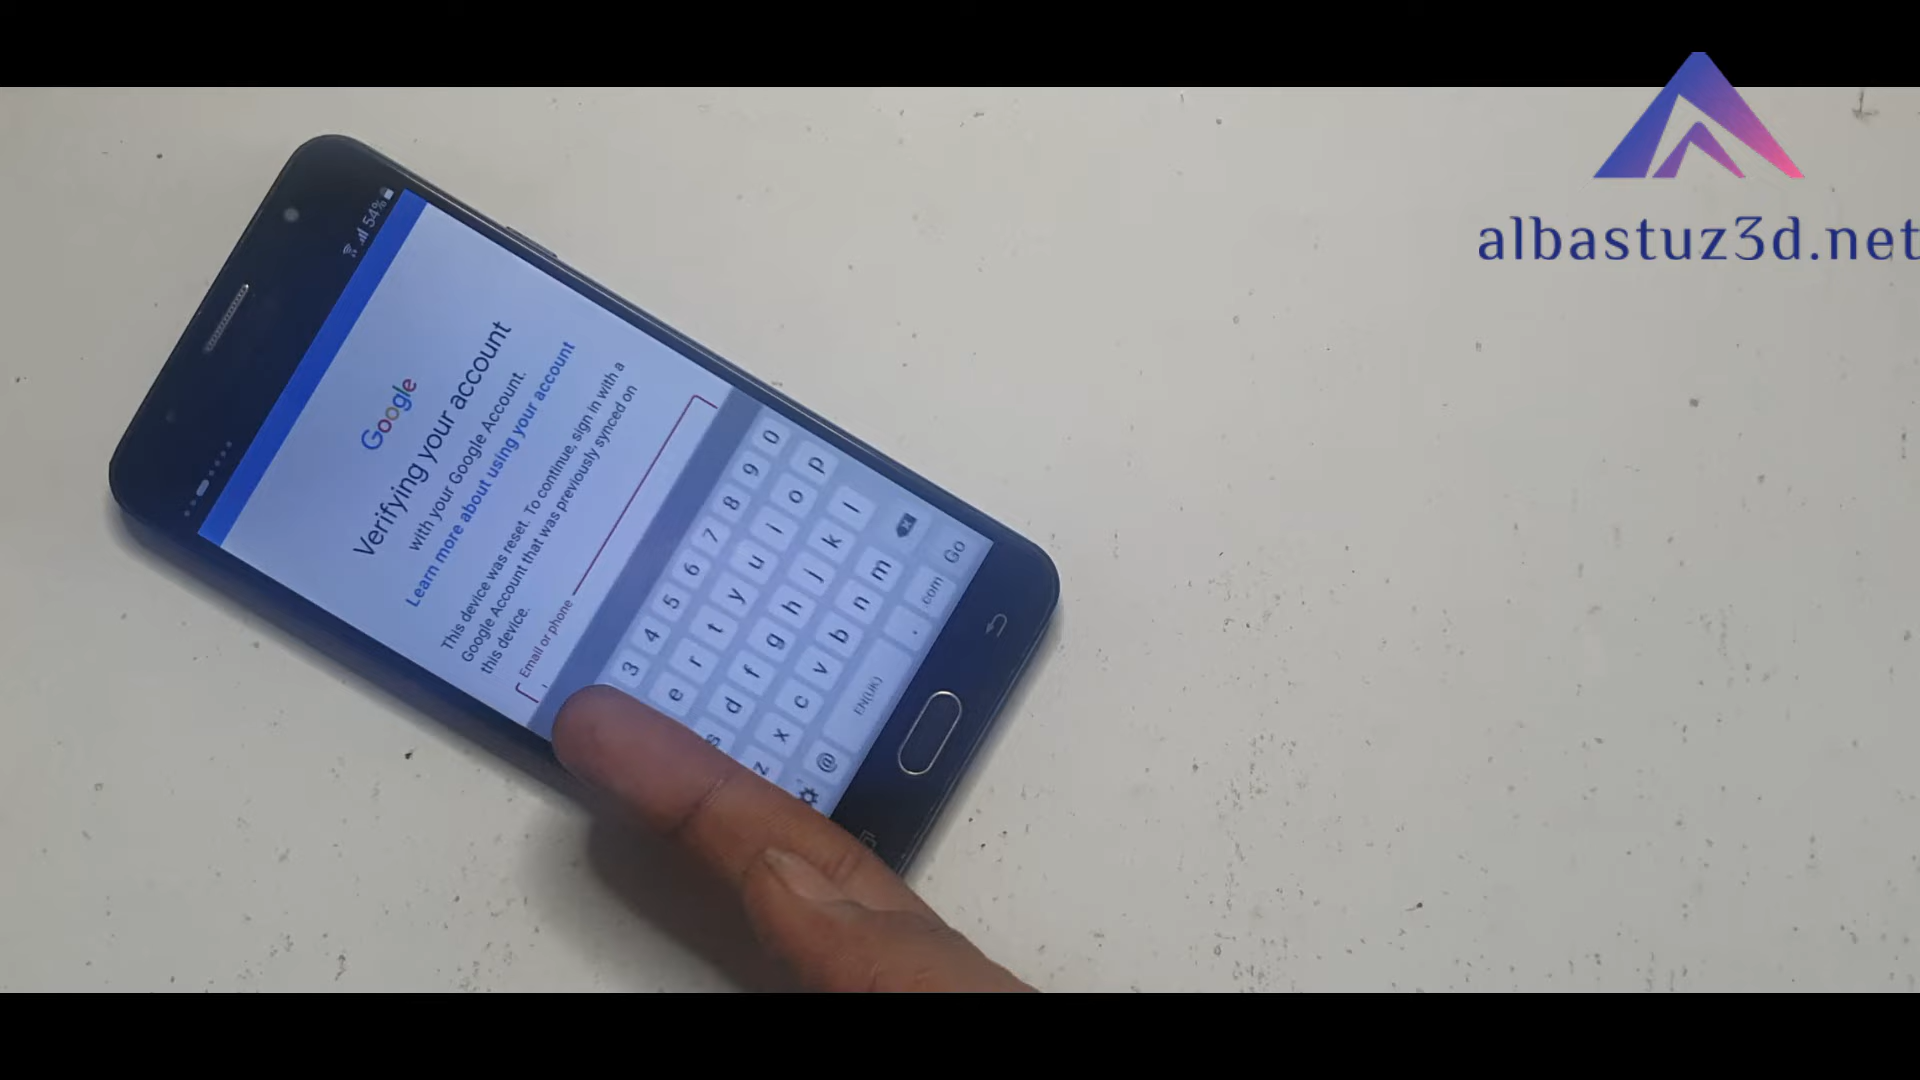 albastuz3d.net
54%
Google
Verifying your account
with your Google Account.
Learn more about using your account
This device was reset. To continue, sign in with a
Google Account that was previously synced on
this device.
Email or phone
3 4 5 6 7 8 9 0
e r t y u i o p
s d f g h j k l
z x c v b n m
@ EN(UK) . .com Go